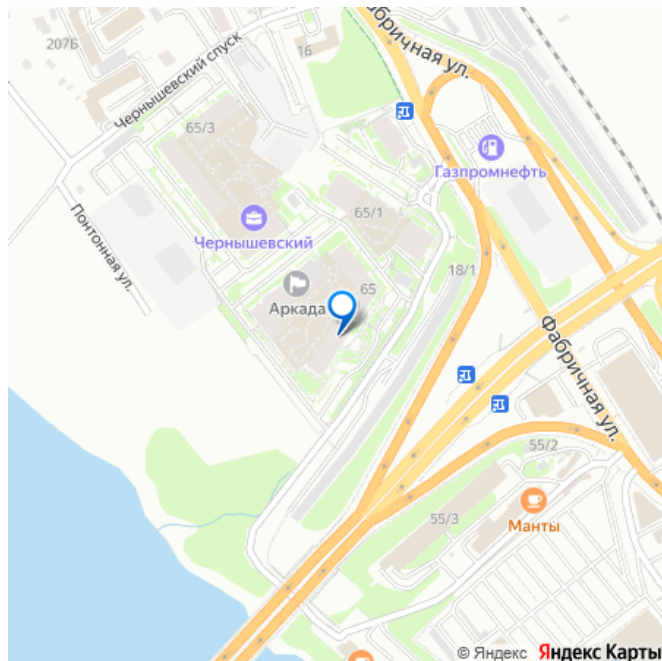 207Б
Чернышевский спуск
16
Фабричная ул.
65/3
Газпромнефть
65/1
Понтонная ул.
Чернышевский
18/1
65
Аркада
Фабричная ул.
55/2
55/3
Манты
© Яндекс Яндекс Карты